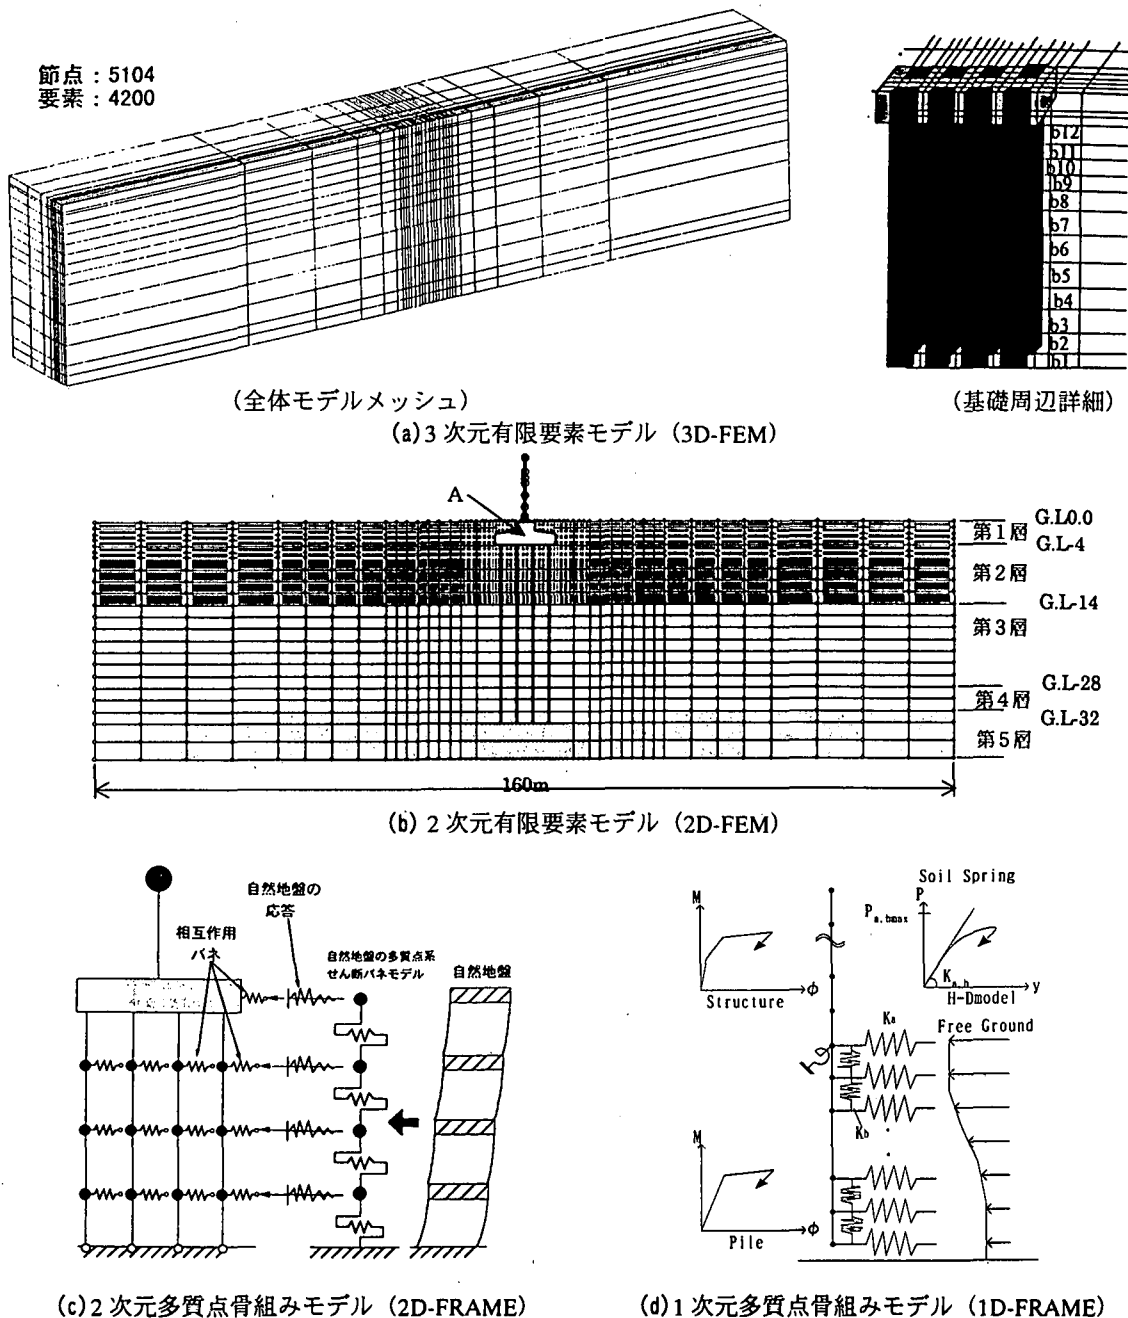 節点：5104
要素：4200
b12
b11
b10
b9
b8
b7
b6
b5
b4
b3
b2
b1
(全体モデルメッシュ)
(基礎周辺詳細)
(a) 3次元有限要素モデル (3D-FEM)
A
G.L0.0
第1層
G.L-4
第2層
G.L-14
第3層
G.L-28
第4層
G.L-32
第5層
160m
(b) 2次元有限要素モデル (2D-FEM)
自然地盤の
応答
相互作用
バネ
自然地盤の多質点系
せん断バネモデル
自然地盤
M
Structure
φ
Soil Spring
P
Pa,bmax
Ka,b
H-Dmodel
y
Ka
Free Ground
Kb
M
Pile
φ
(c) 2次元多質点骨組みモデル (2D-FRAME)
(d) 1次元多質点骨組みモデル (1D-FRAME)